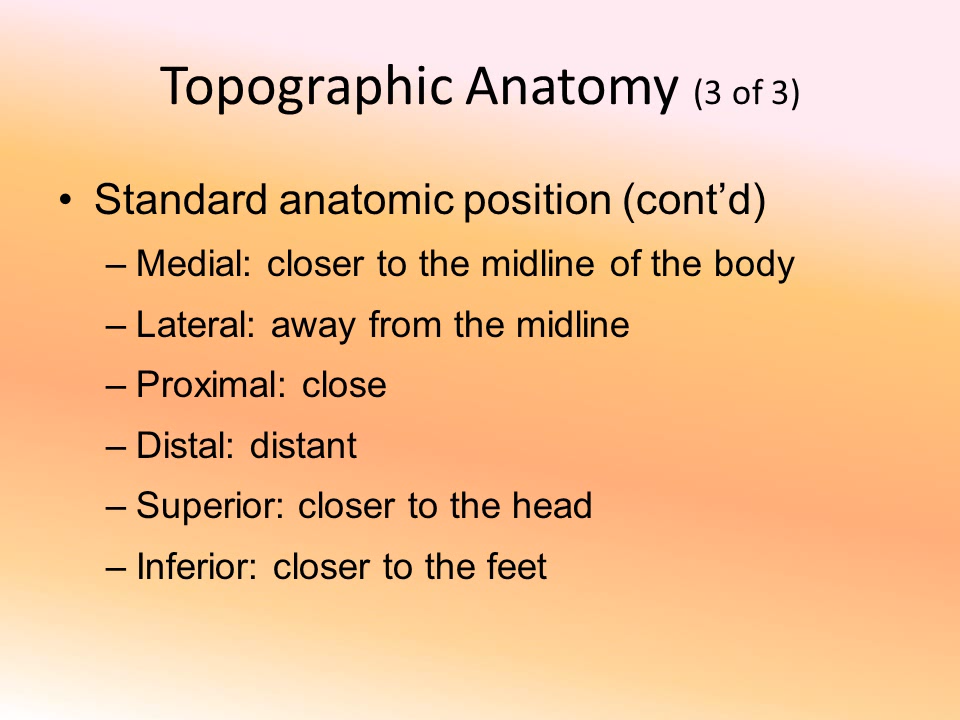 Topographic Anatomy (3 of 3)
• Standard anatomic position (cont’d)
– Medial: closer to the midline of the body
– Lateral: away from the midline
– Proximal: close
– Distal: distant
– Superior: closer to the head
– Inferior: closer to the feet